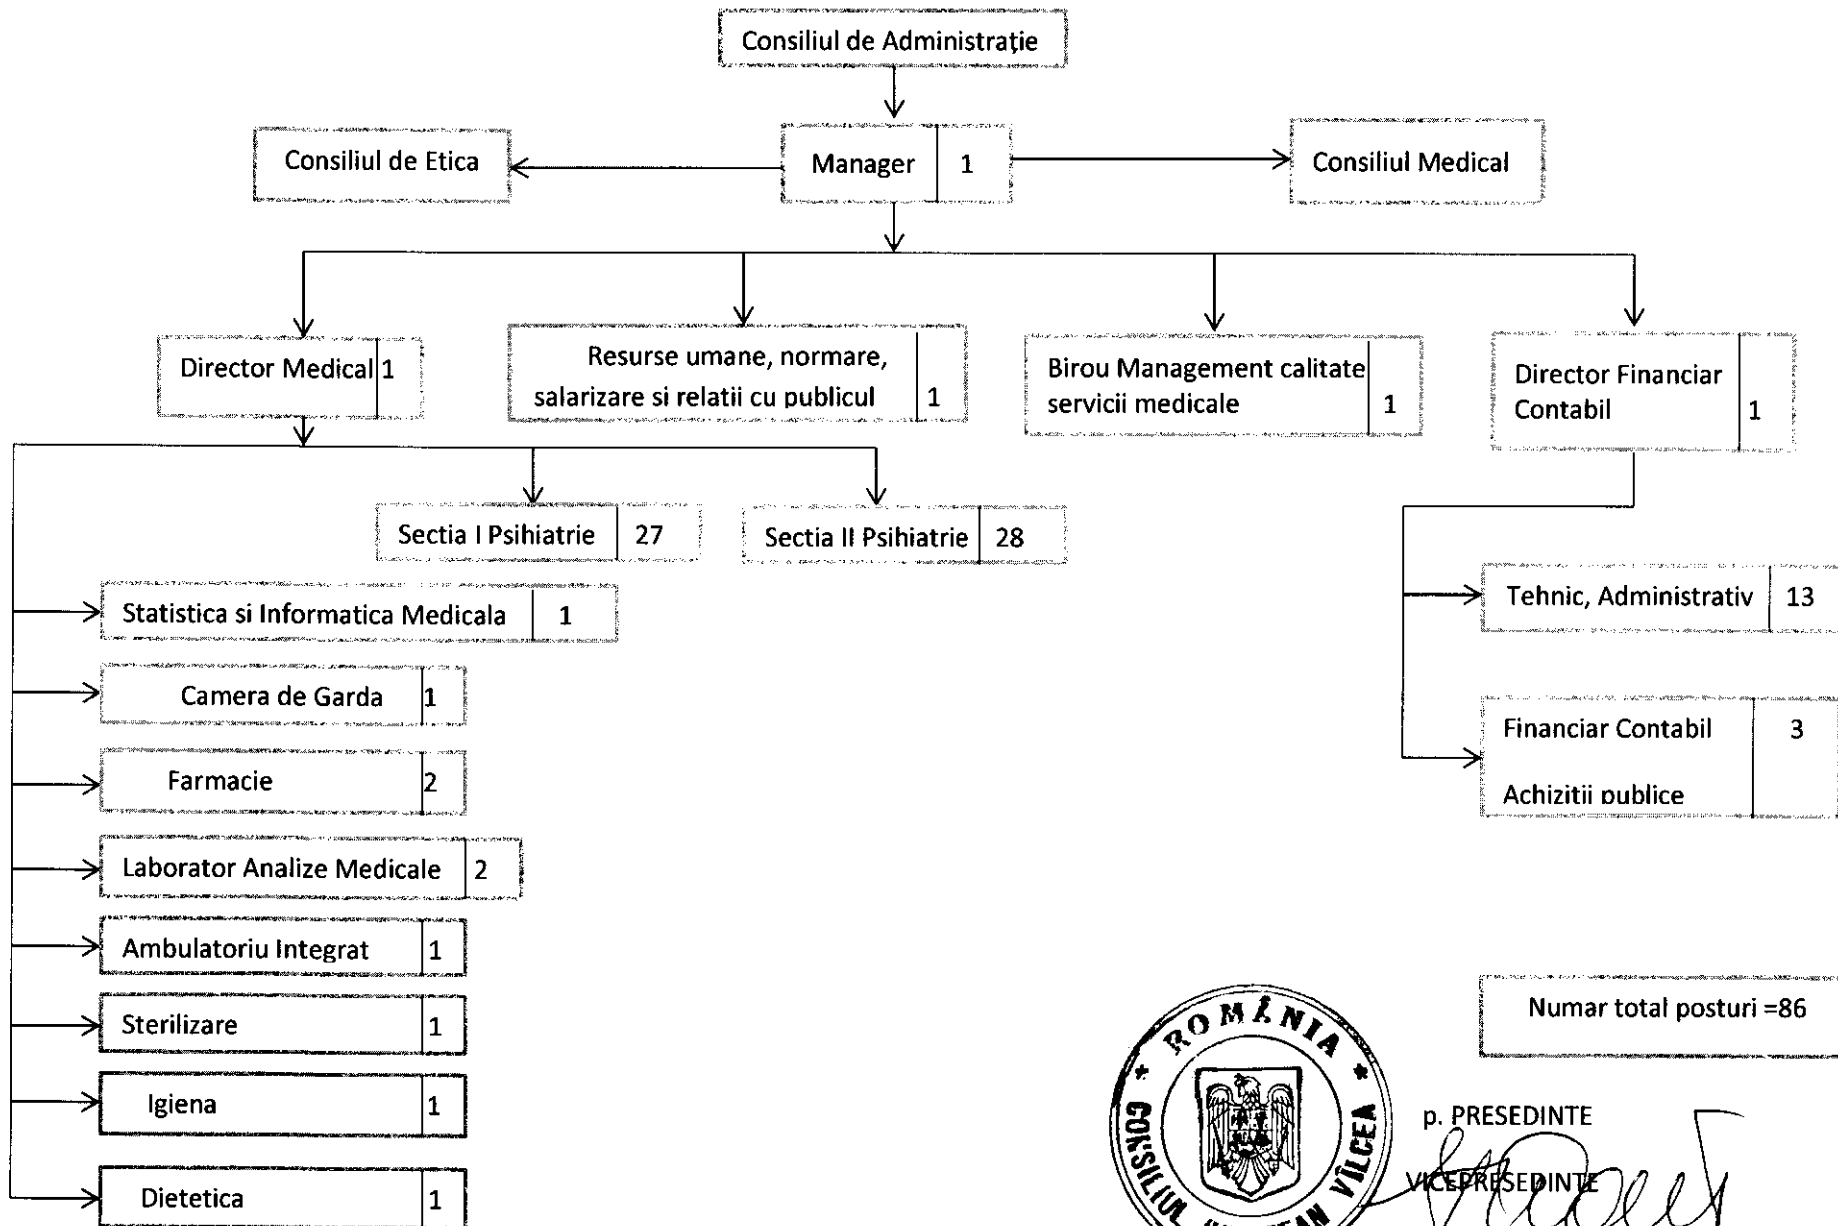 Consiliul de Administrație
Consiliul de Etica
Manager 1
Consiliul Medical
Director Medical 1
Resurse umane, normare,
salarizare si relatii cu publicul 1
Birou Management calitate
servicii medicale 1
Director Financiar
Contabil 1
Sectia I Psihiatrie 27
Sectia II Psihiatrie 28
Statistica si Informatica Medicala 1
Tehnic, Administrativ 13
Camera de Garda 1
Financiar Contabil 3
Achizitii publice
Farmacie 2
Laborator Analize Medicale 2
Ambulatoriu Integrat 1
Sterilizare 1
Igiena 1
Dietetica 1
Numar total posturi =86
* ROMÂNIA *
CONSILIUL VÎLCEA
p. PRESEDINTE
VICEPRESEDINTE